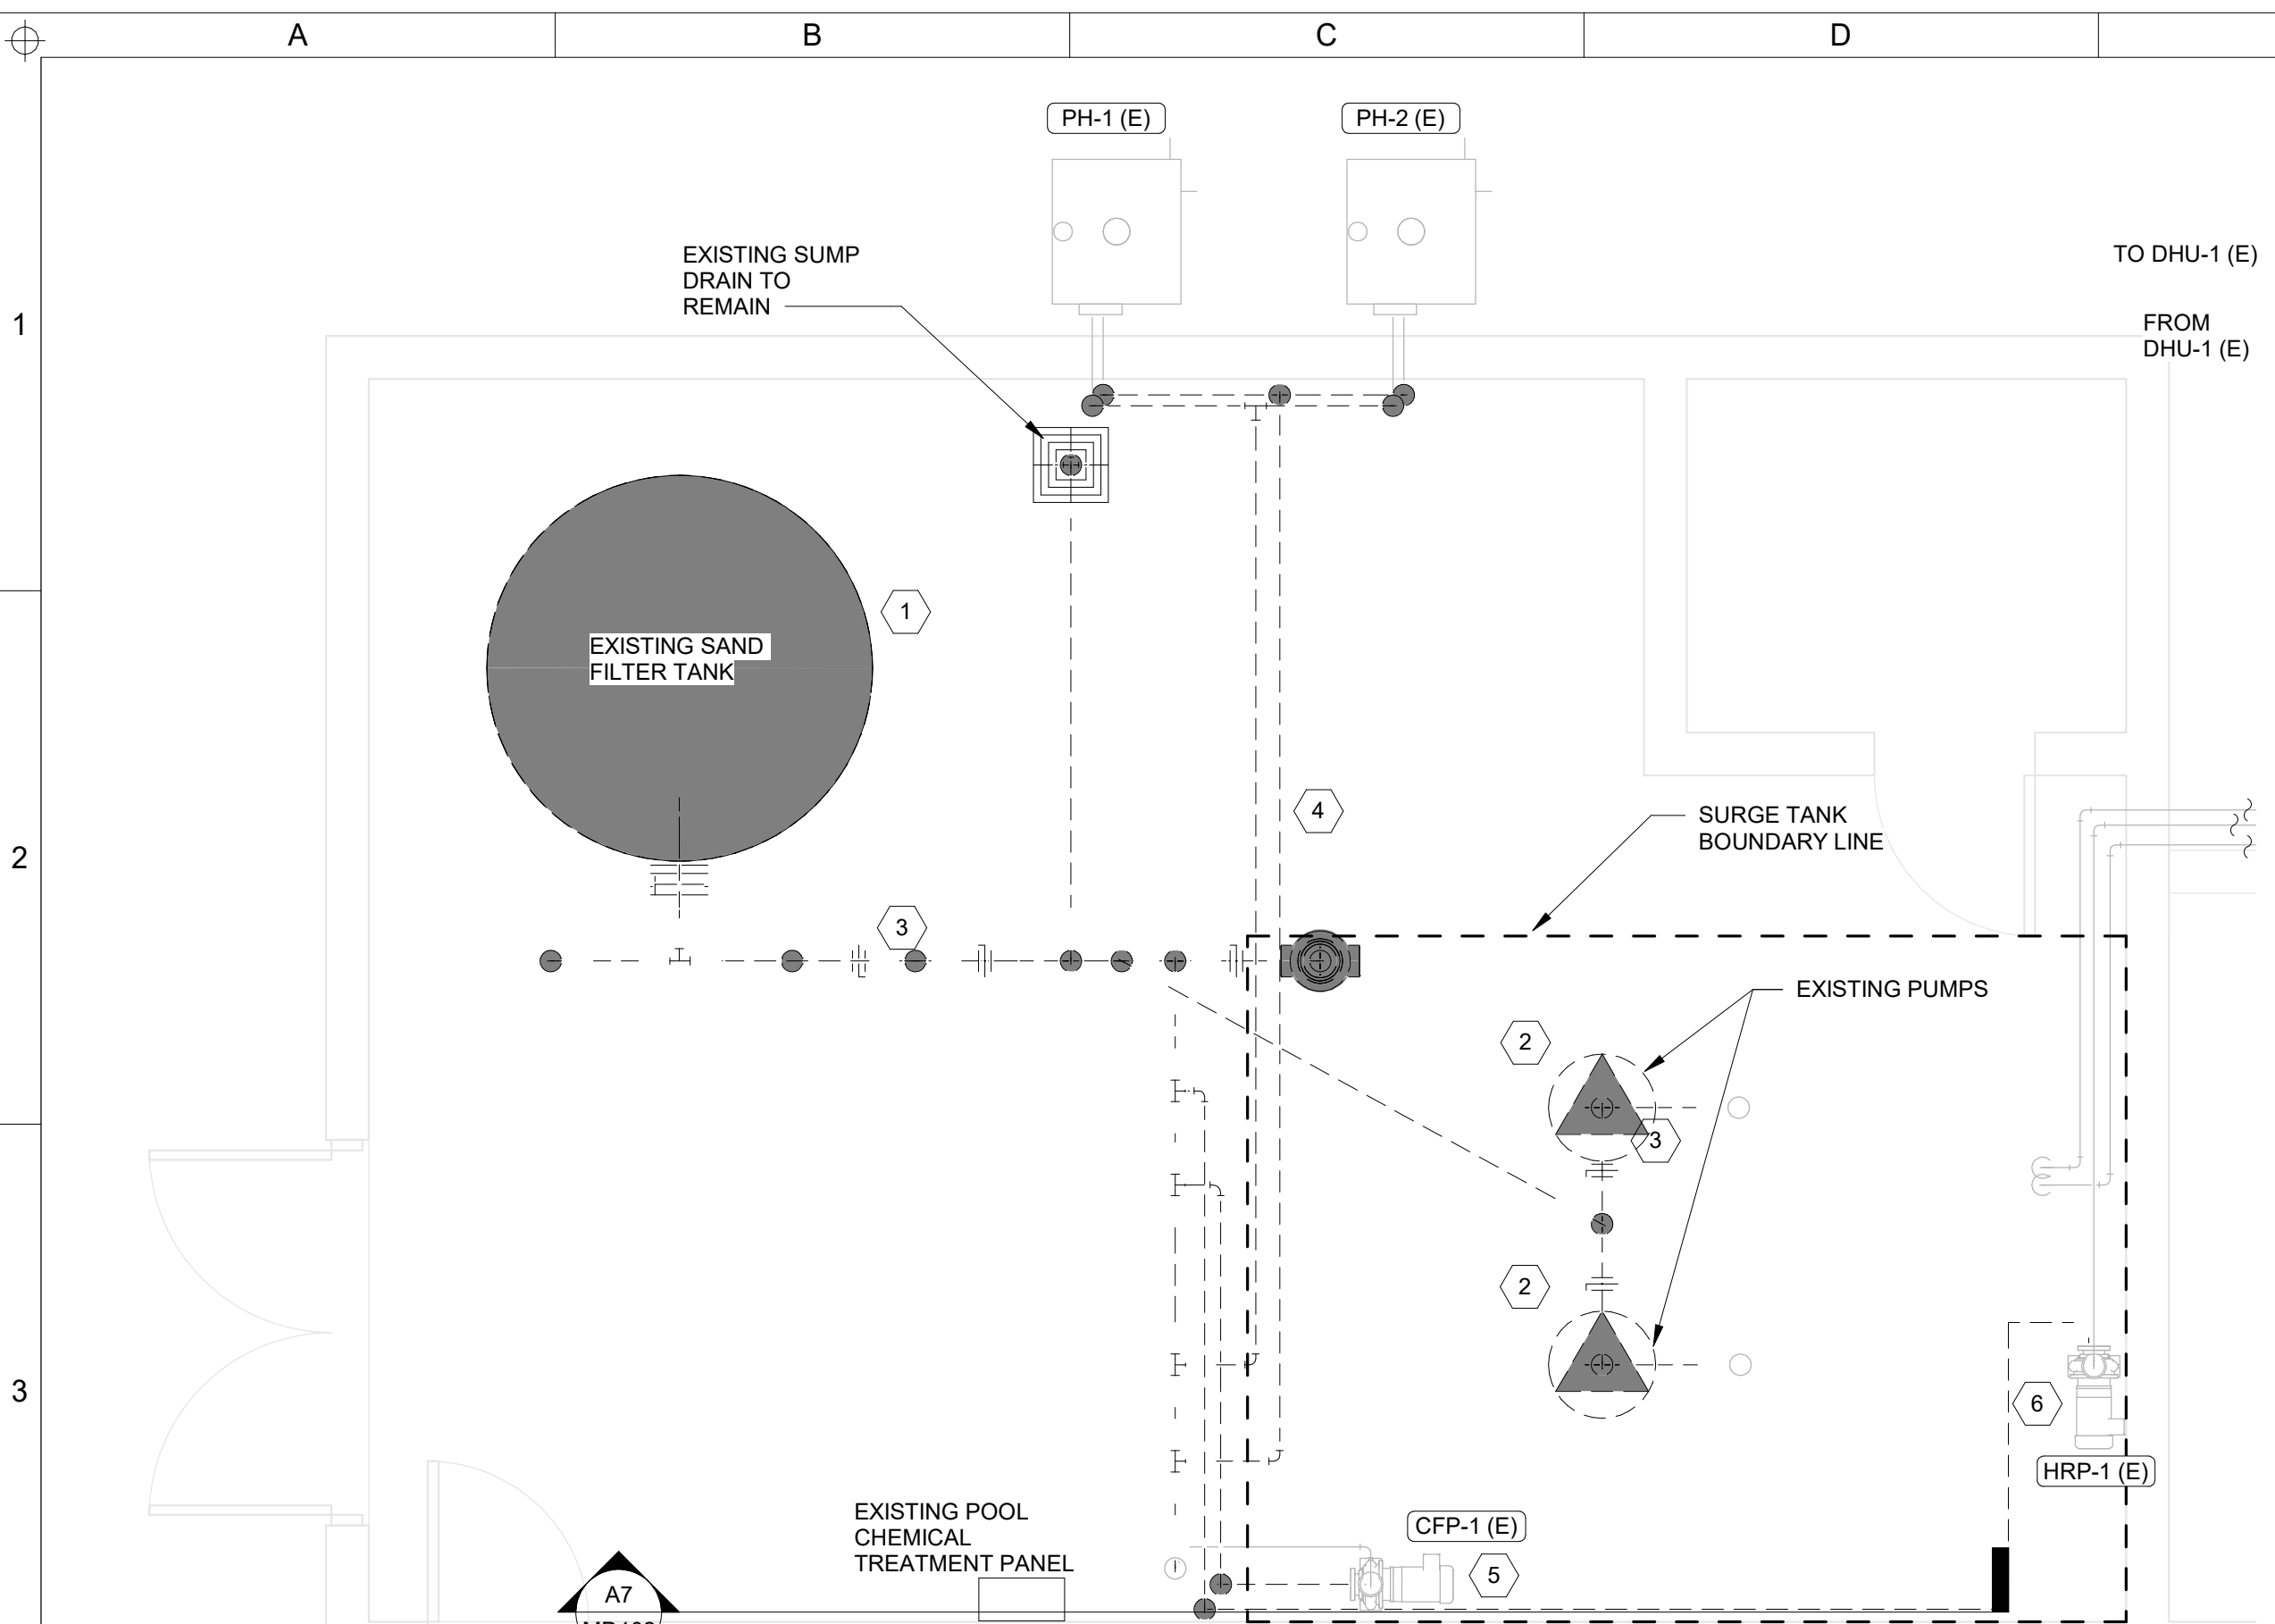 A
B
C
D
PH-1 (E)
PH-2 (E)
EXISTING SUMP
DRAIN TO
REMAIN
TO DHU-1 (E)
FROM
DHU-1 (E)
1
1
EXISTING SAND
FILTER TANK
4
SURGE TANK
BOUNDARY LINE
2
3
EXISTING PUMPS
2
3
2
3
6
HRP-1 (E)
EXISTING POOL
CHEMICAL
TREATMENT PANEL
CFP-1 (E)
5
A7